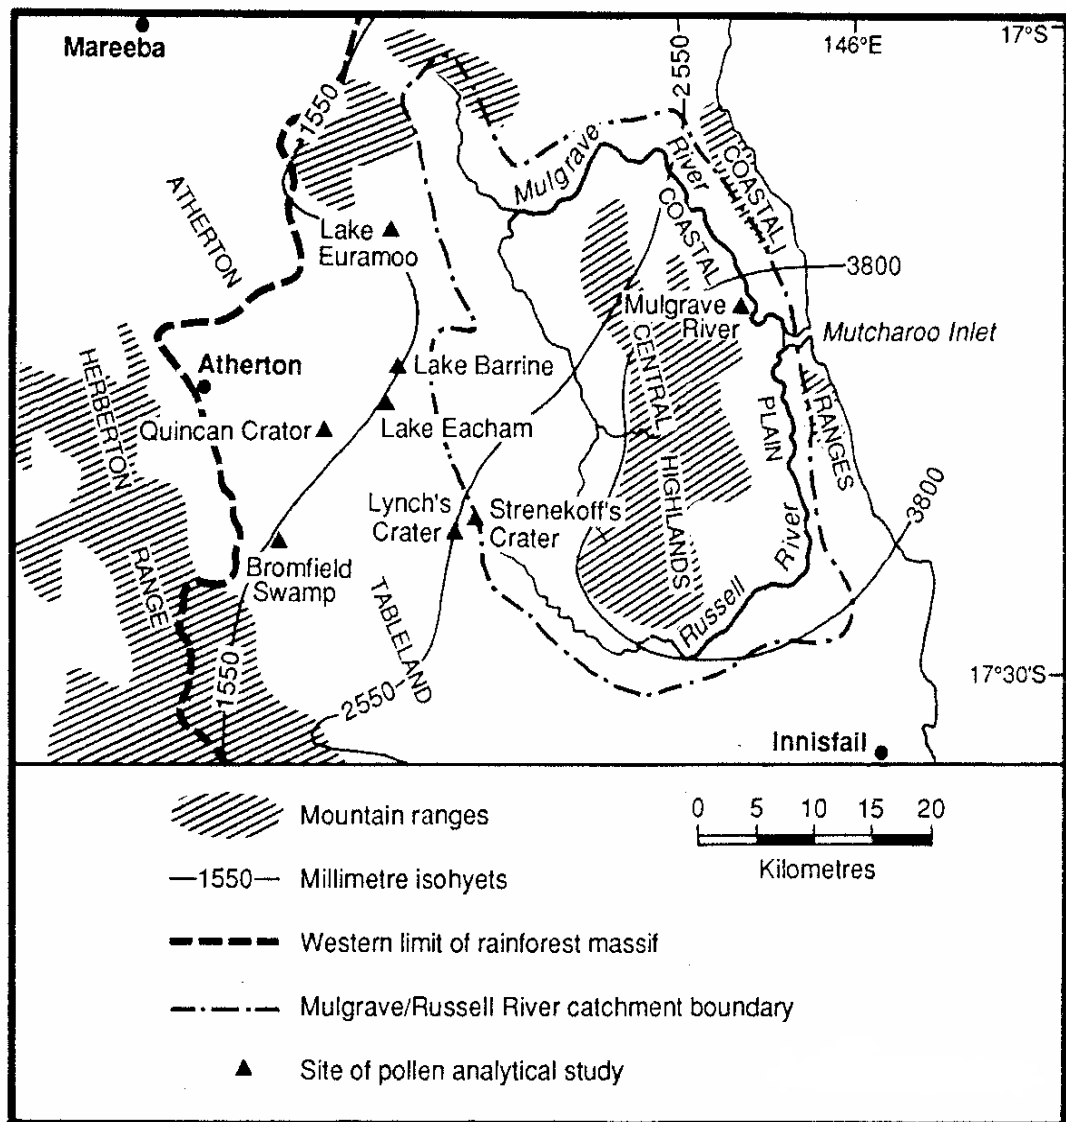 Mareeba
1550
2550
146°E
17°S
ATHERTON
Mulgrave
River
COASTAL
COASTAL
Lake
Euramoo
3800
Mulgrave
River
Mutcharoo Inlet
HERBERTON
Atherton
Lake Barrine
CENTRAL
PLAIN
RANGES
Quincan Crator
Lake Eacham
HIGHLANDS
Lynch's
Crater
Strenekoff's
Crater
3800
River
RANGE
Bromfield
Swamp
TABLELAND
Russell
1550
2550
17°30'S
Innisfail
Mountain ranges
0 5 10 15 20
Kilometres
1550
Millimetre isohyets
Western limit of rainforest massif
Mulgrave/Russell River catchment boundary
Site of pollen analytical study